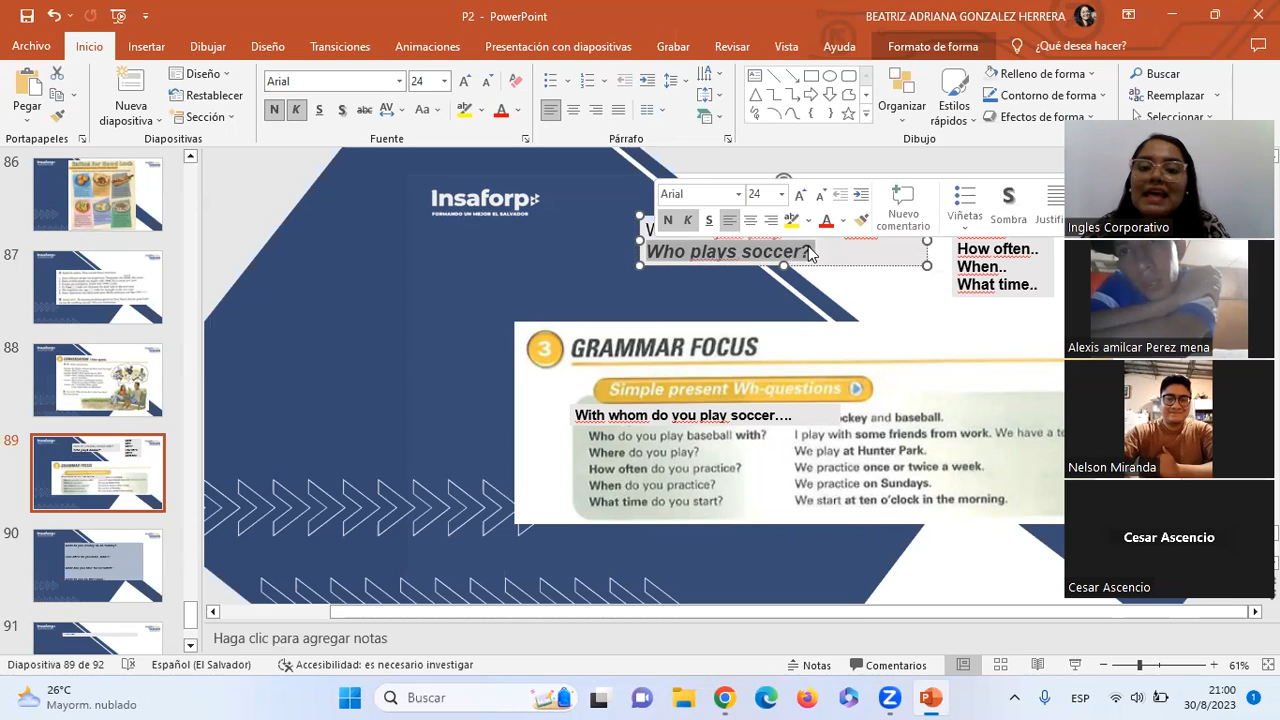 P2 - PowerPoint
BEATRIZ ADRIANA GONZALEZ HERRERA
Archivo Inicio Insertar Dibujar Diseño Transiciones Animaciones Presentación con diapositivas Grabar Revisar Vista Ayuda Formato de forma ¿Qué desea hacer?
Pegar
Portapapeles
Nueva
diapositiva
Diseño
Restablecer
Sección
Diapositivas
Arial 24
N K S S abc AV Aa A
Fuente
Párrafo
Organizar
Estilos
rápidos
Relleno de forma
Contorno de forma
Efectos de forma
Dibujo
Buscar
Reemplazar
Seleccionar
86
87
88
89
90
91
Insaforp
FORMANDO UN MEJOR EL SALVADOR
Arial 24
N K S
Nuevo
comentario
Viñetas
Sombra
Who plays soccer?
How often..
When..
What time..
3 GRAMMAR FOCUS
Simple present Wh-questions
With whom do you play soccer....
ockey and baseball.
Who do you play baseball with? I play with some friends from work. We have a te
Where do you play? We play at Hunter Park.
How often do you practice? We practice once or twice a week.
When do you practice? We practice on Sundays.
What time do you start? We start at ten o'clock in the morning.
Ingles Corporativo
Alexis amilcar Perez mena
Nelson Miranda
Cesar Ascencio
Cesar Ascencio
Haga clic para agregar notas
Diapositiva 89 de 92 Español (El Salvador) Accesibilidad: es necesario investigar Notas Comentarios 61%
26°C
Mayorm. nublado
Buscar
ESP
21:00
30/8/2023
1